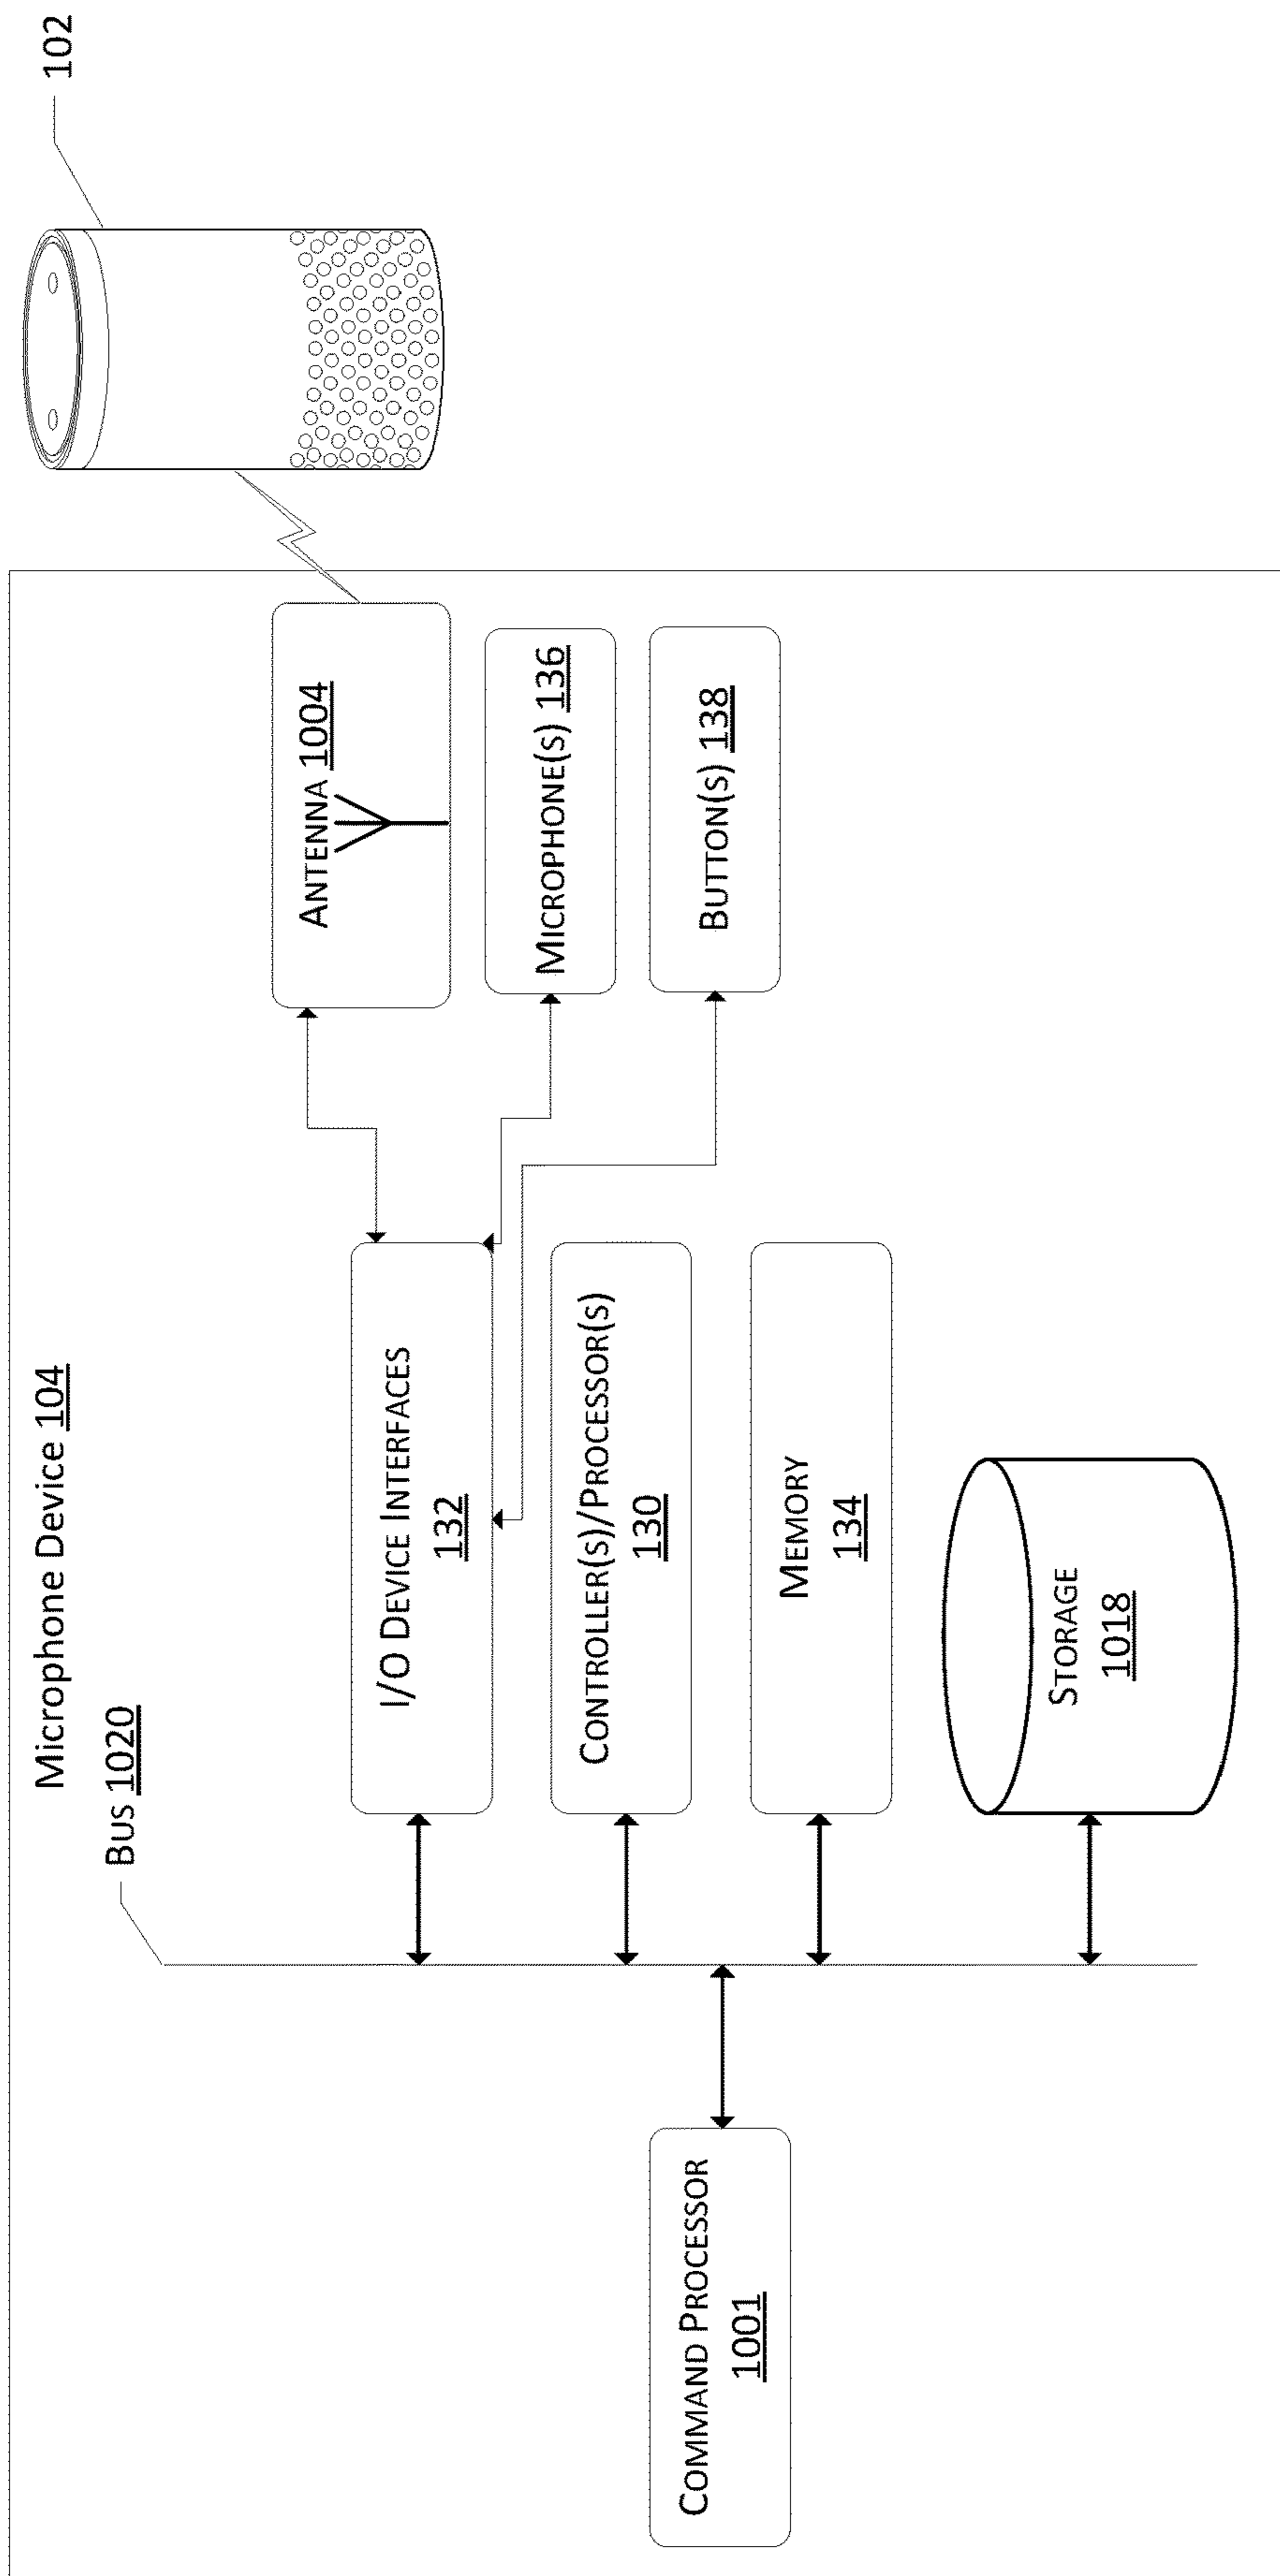 Microphone Device 104
BUS 1020
102
I/O DEVICE INTERFACES
132
ANTENNA 1004
MICROPHONE(S) 136
BUTTON(S) 138
CONTROLLER(S)/PROCESSOR(S)
130
COMMAND PROCESSOR
1001
MEMORY
134
STORAGE
1018